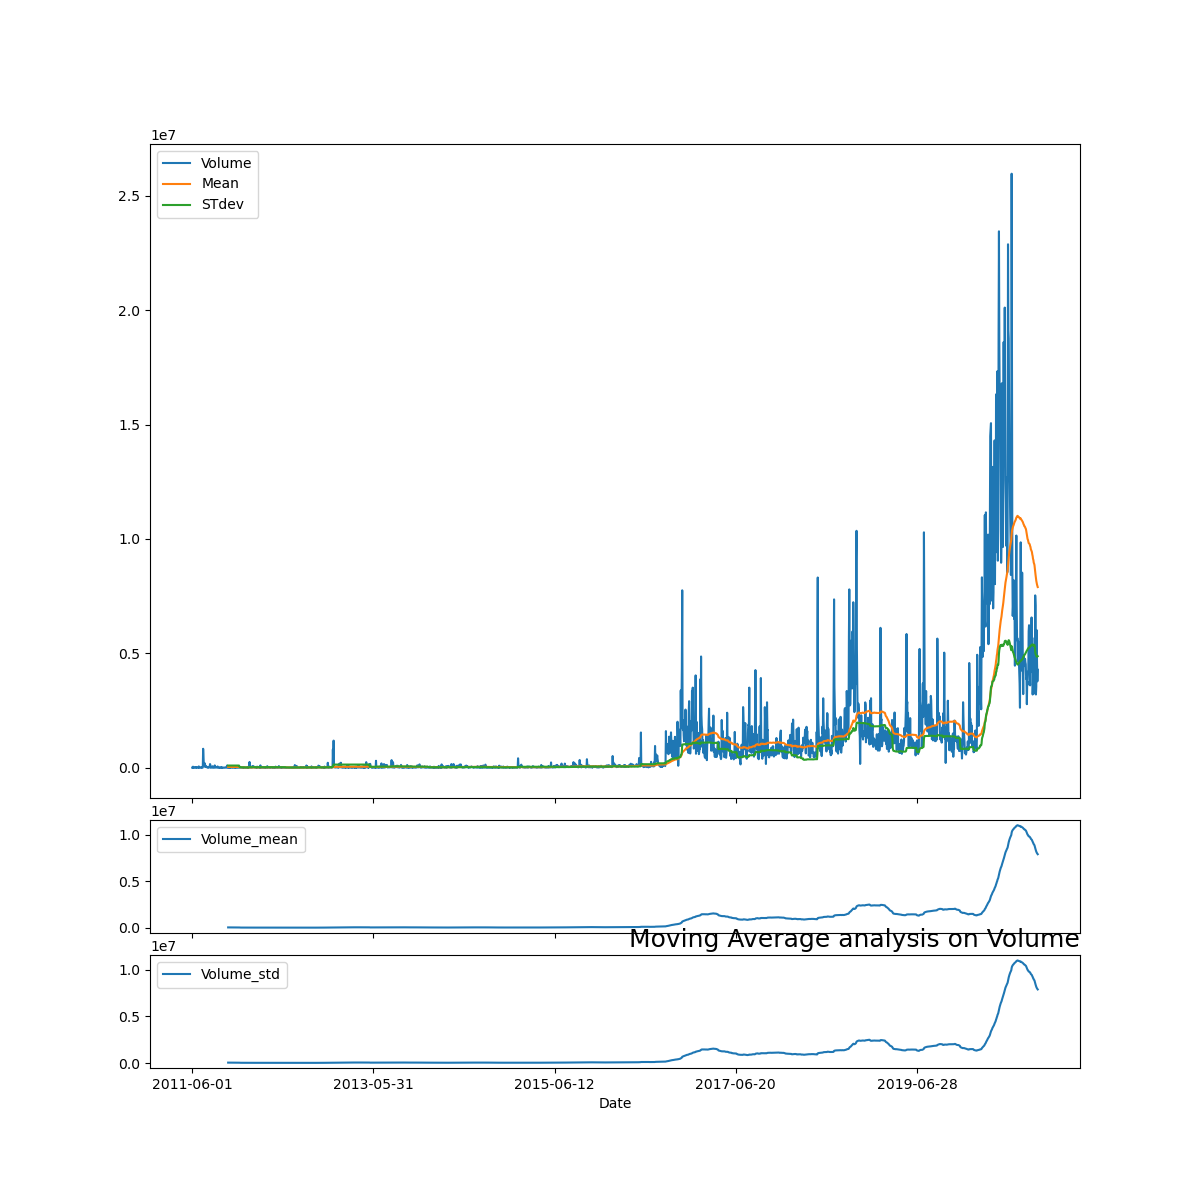 1e7
Volume
Mean
STdev
2.5
2.0
1.5
1.0
0.5
0.0
1e7
Volume_mean
1.0
0.5
0.0
Moving Average analysis on Volume
1e7
Volume_std
1.0
0.5
0.0
2011-06-01 2013-05-31 2015-06-12 2017-06-20 2019-06-28
Date